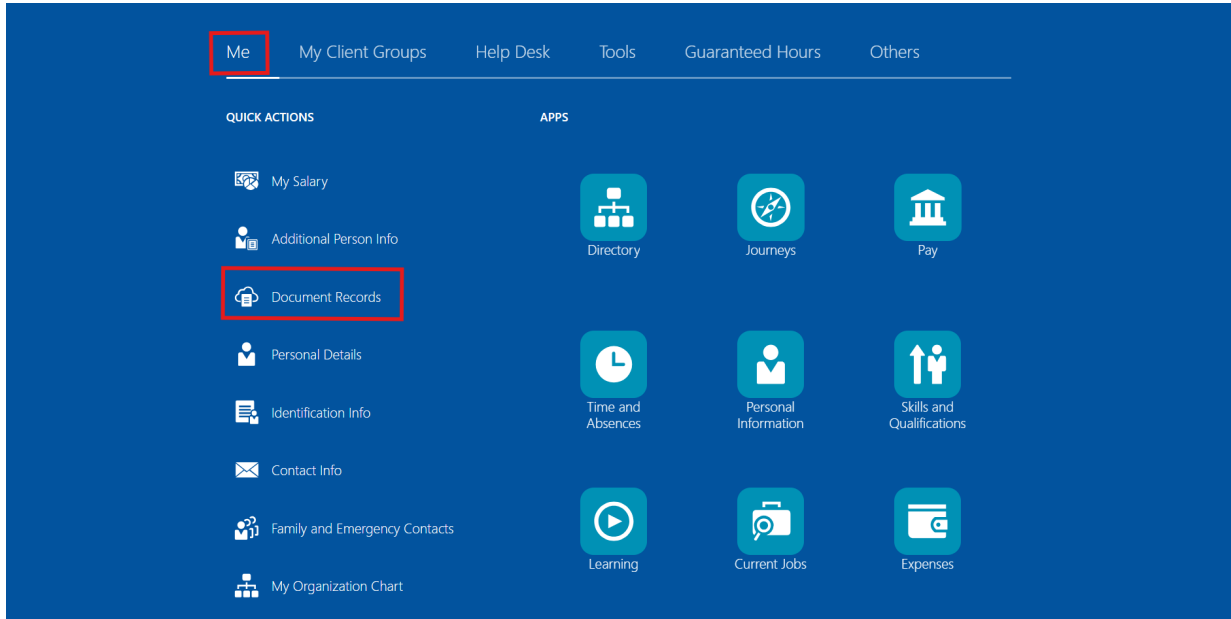 Me My Client Groups Help Desk Tools Guaranteed Hours Others
QUICK ACTIONS
My Salary
Additional Person Info
Document Records
Personal Details
Identification Info
Contact Info
Family and Emergency Contacts
My Organization Chart
APPS
Directory
Journeys
Pay
Time and
Absences
Personal
Information
Skills and
Qualifications
Learning
Current Jobs
Expenses